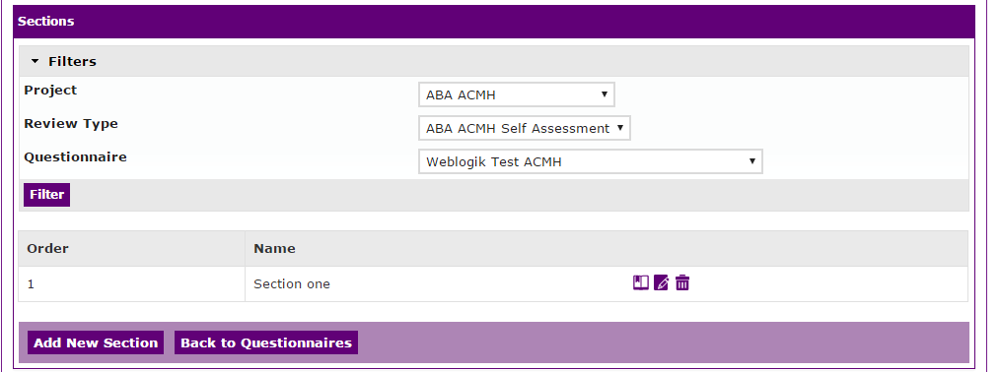 Sections
Filters
Project ABA ACMH
Review Type ABA ACMH Self Assessment
Questionnaire Weblogik Test ACMH
Filter
Order Name
1 Section one
Add New Section Back to Questionnaires